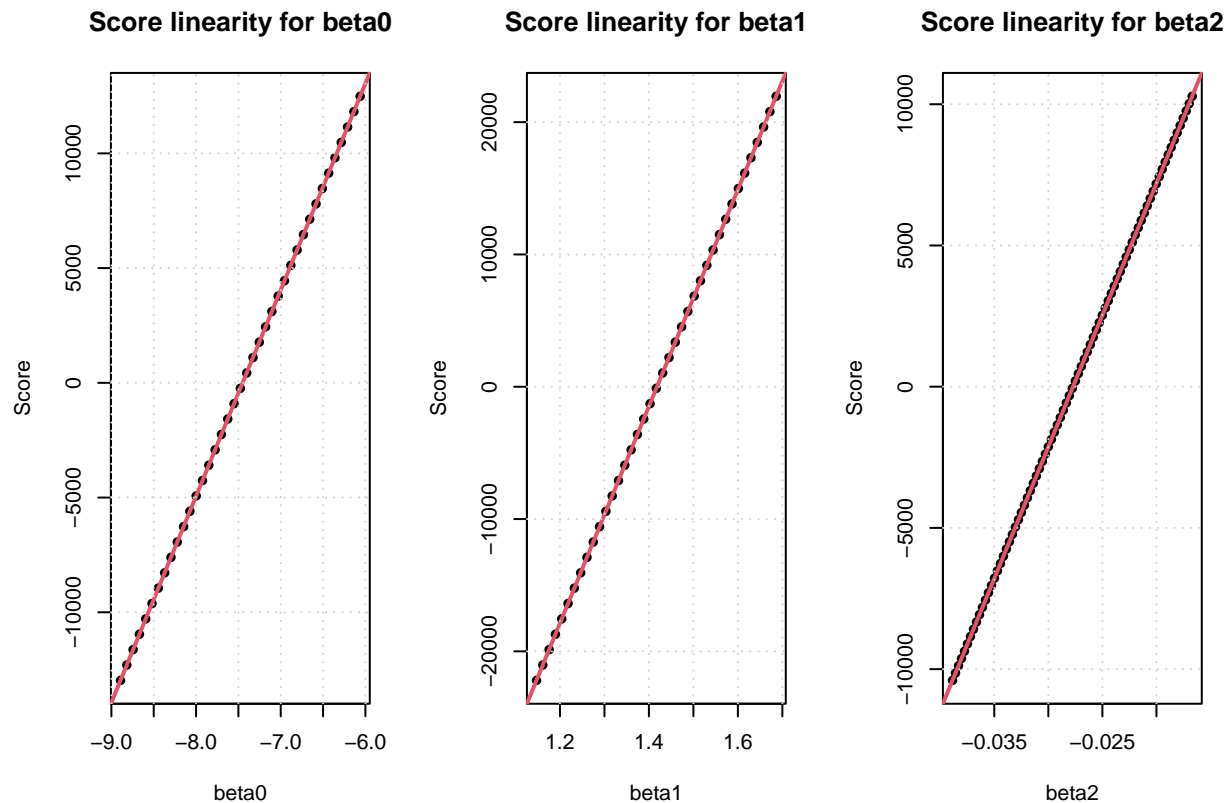 Score linearity for beta0
Score
10000
5000
0
−5000
−10000
−9.0 −8.0 −7.0 −6.0
beta0
Score linearity for beta1
Score
20000
10000
0
−10000
−20000
1.2 1.4 1.6
beta1
Score linearity for beta2
Score
10000
5000
0
−5000
−10000
−0.035 −0.025
beta2